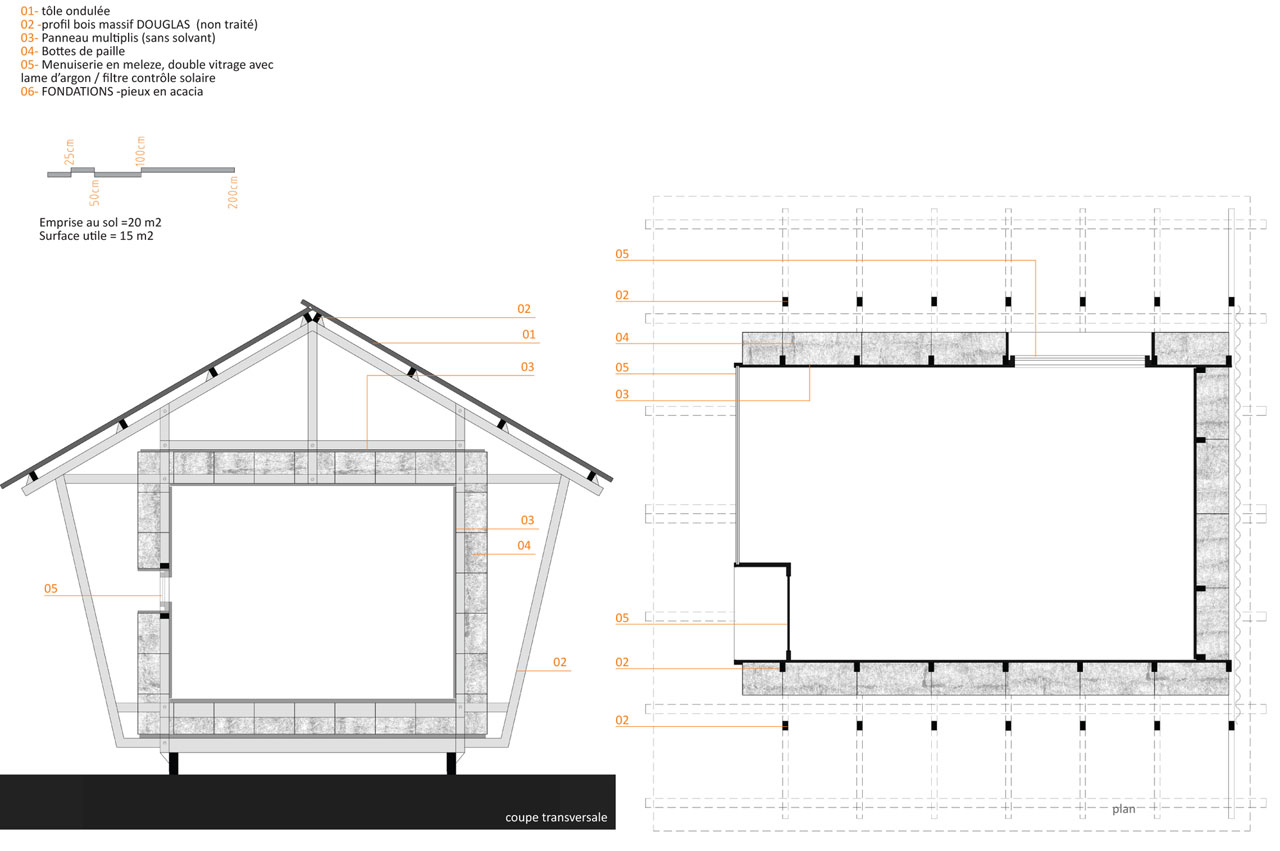 01- tôle ondulée
02 -profil bois massif DOUGLAS (non traité)
03- Panneau multiplis (sans solvant)
04- Bottes de paille
05- Menuiserie en meleze, double vitrage avec
lame d'argon / filtre contrôle solaire
06- FONDATIONS -pieux en acacia
25cm
100cm
50cm
200cm
Emprise au sol =20 m2
Surface utile = 15 m2
02
01
03
03
04
05
02
coupe transversale
05
02
04
05
03
05
02
02
plan